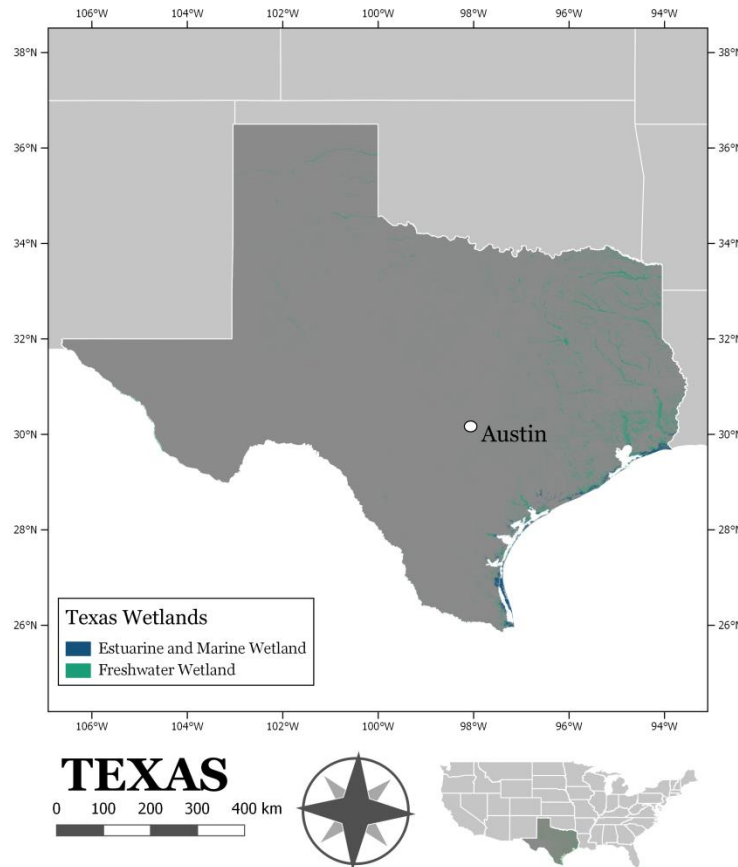 106°W 104°W 102°W 100°W 98°W 96°W 94°W
38°N 38°N
36°N 36°N
34°N 34°N
32°N 32°N
30°N 30°N
Austin
28°N 28°N
Texas Wetlands
26°N 26°N
Estuarine and Marine Wetland
Freshwater Wetland
106°W 104°W 102°W 100°W 98°W 96°W 94°W
TEXAS
0 100 200 300 400 km